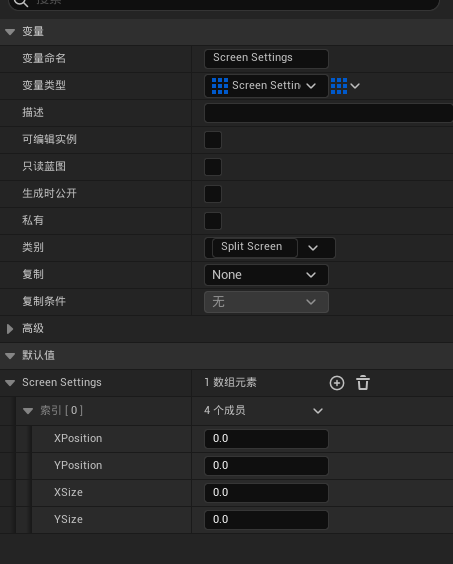 搜索
变量
变量命名 Screen Settings
变量类型 Screen Settin
描述
可编辑实例
只读蓝图
生成时公开
私有
类别 Split Screen
复制 None
复制条件 无
高级
默认值
Screen Settings 1 数组元素
索引 [ 0 ] 4 个成员
XPosition 0.0
YPosition 0.0
XSize 0.0
YSize 0.0